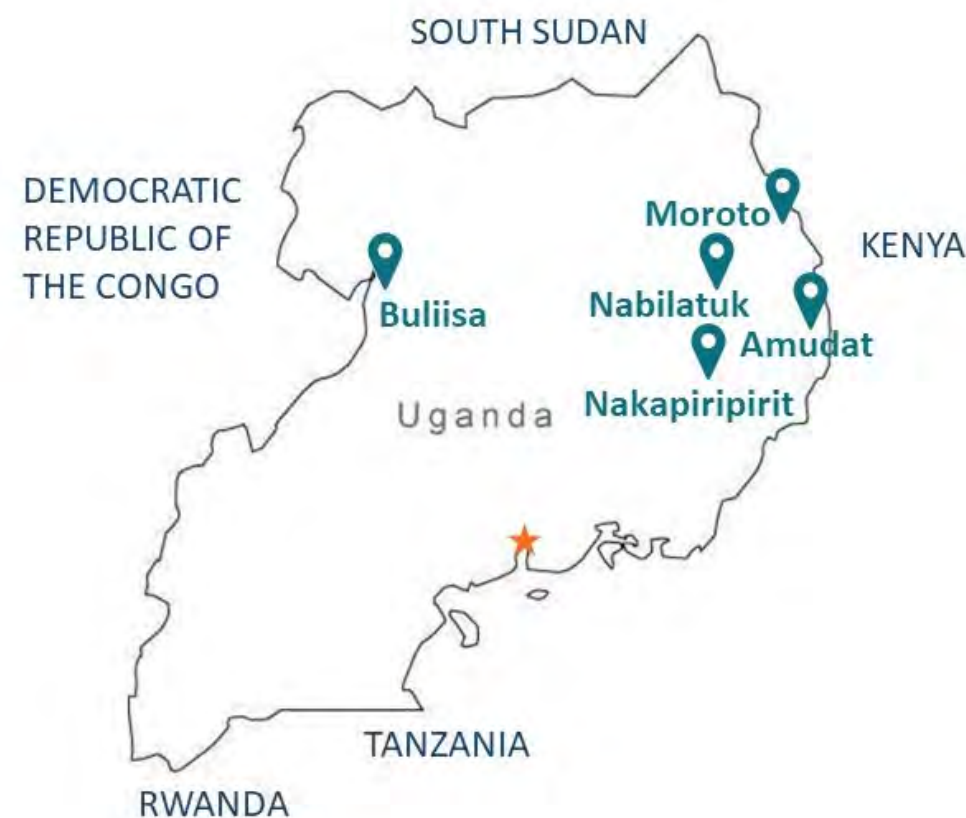 SOUTH SUDAN
DEMOCRATIC
REPUBLIC OF
THE CONGO
Moroto
KENYA
Nabilatuk
Buliisa
Amudat
Nakapiripirit
Uganda
TANZANIA
RWANDA